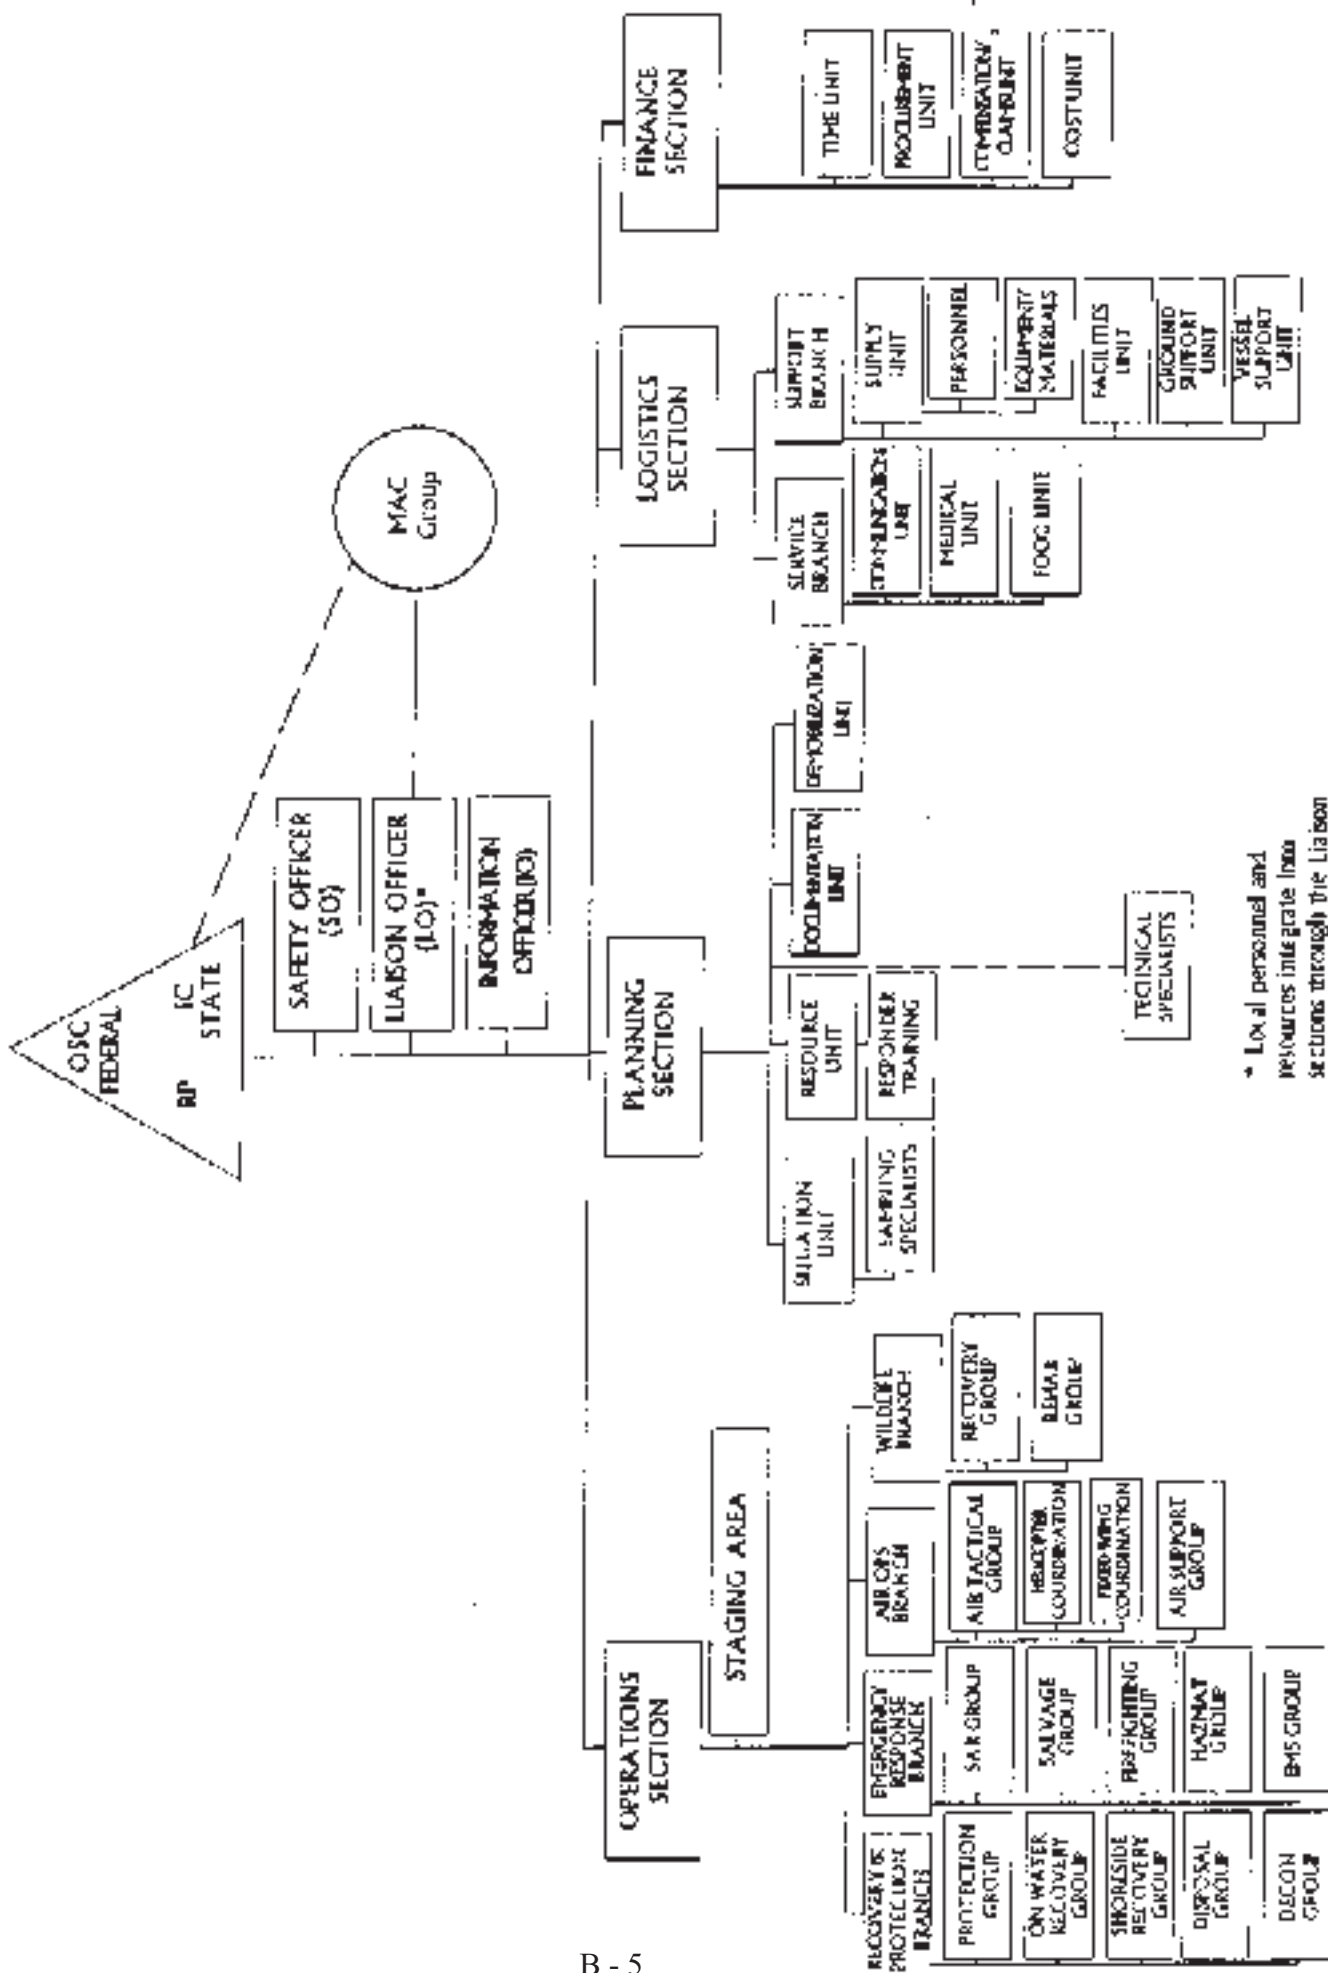 OSC
FEDERAL
RP
IC
STATE
MAC
Group
SAFETY OFFICER
(SO)
LIAISON OFFICER
(LO)*
INFORMATION
OFFICER (IO)
OPERATIONS
SECTION
PLANNING
SECTION
LOGISTICS
SECTION
FINANCE
SECTION
STAGING AREA
RECOVERY &
PROTECTION
BRANCH
PROTECTION
GROUP
ON WATER
RECOVERY
GROUP
SHORESIDE
RECOVERY
GROUP
DISPOSAL
GROUP
DECON
GROUP
EMERGENCY
RESPONSE
BRANCH
SAR GROUP
SALVAGE
GROUP
FIREFIGHTING
GROUP
HAZMAT
GROUP
EMS GROUP
AIR OPS
BRANCH
AIR TACTICAL
GROUP
HELICOPTER
COORDINATION
FIXED-WING
COORDINATION
AIR SUPPORT
GROUP
WILDLIFE
BRANCH
RECOVERY
GROUP
REHAB
GROUP
SITUATION
UNIT
SAMPLING
SPECIALISTS
RESOURCE
UNIT
RESPONDER
TRAINING
DOCUMENTATION
UNIT
DEMOBILIZATION
UNIT
TECHNICAL
SPECIALISTS
SERVICE
BRANCH
COMMUNICATION
UNIT
MEDICAL
UNIT
FOOD UNIT
SUPPORT
BRANCH
SUPPLY
UNIT
PERSONNEL
EQUIPMENT/
MATERIALS
FACILITIES
UNIT
GROUND
SUPPORT
UNIT
VESSEL
SUPPORT
UNIT
TIME UNIT
PROCUREMENT
UNIT
COMPENSATION/
CLAIMS UNIT
COST UNIT
* Local personnel and
resources integrate into
sections through the Liaison
B - 5